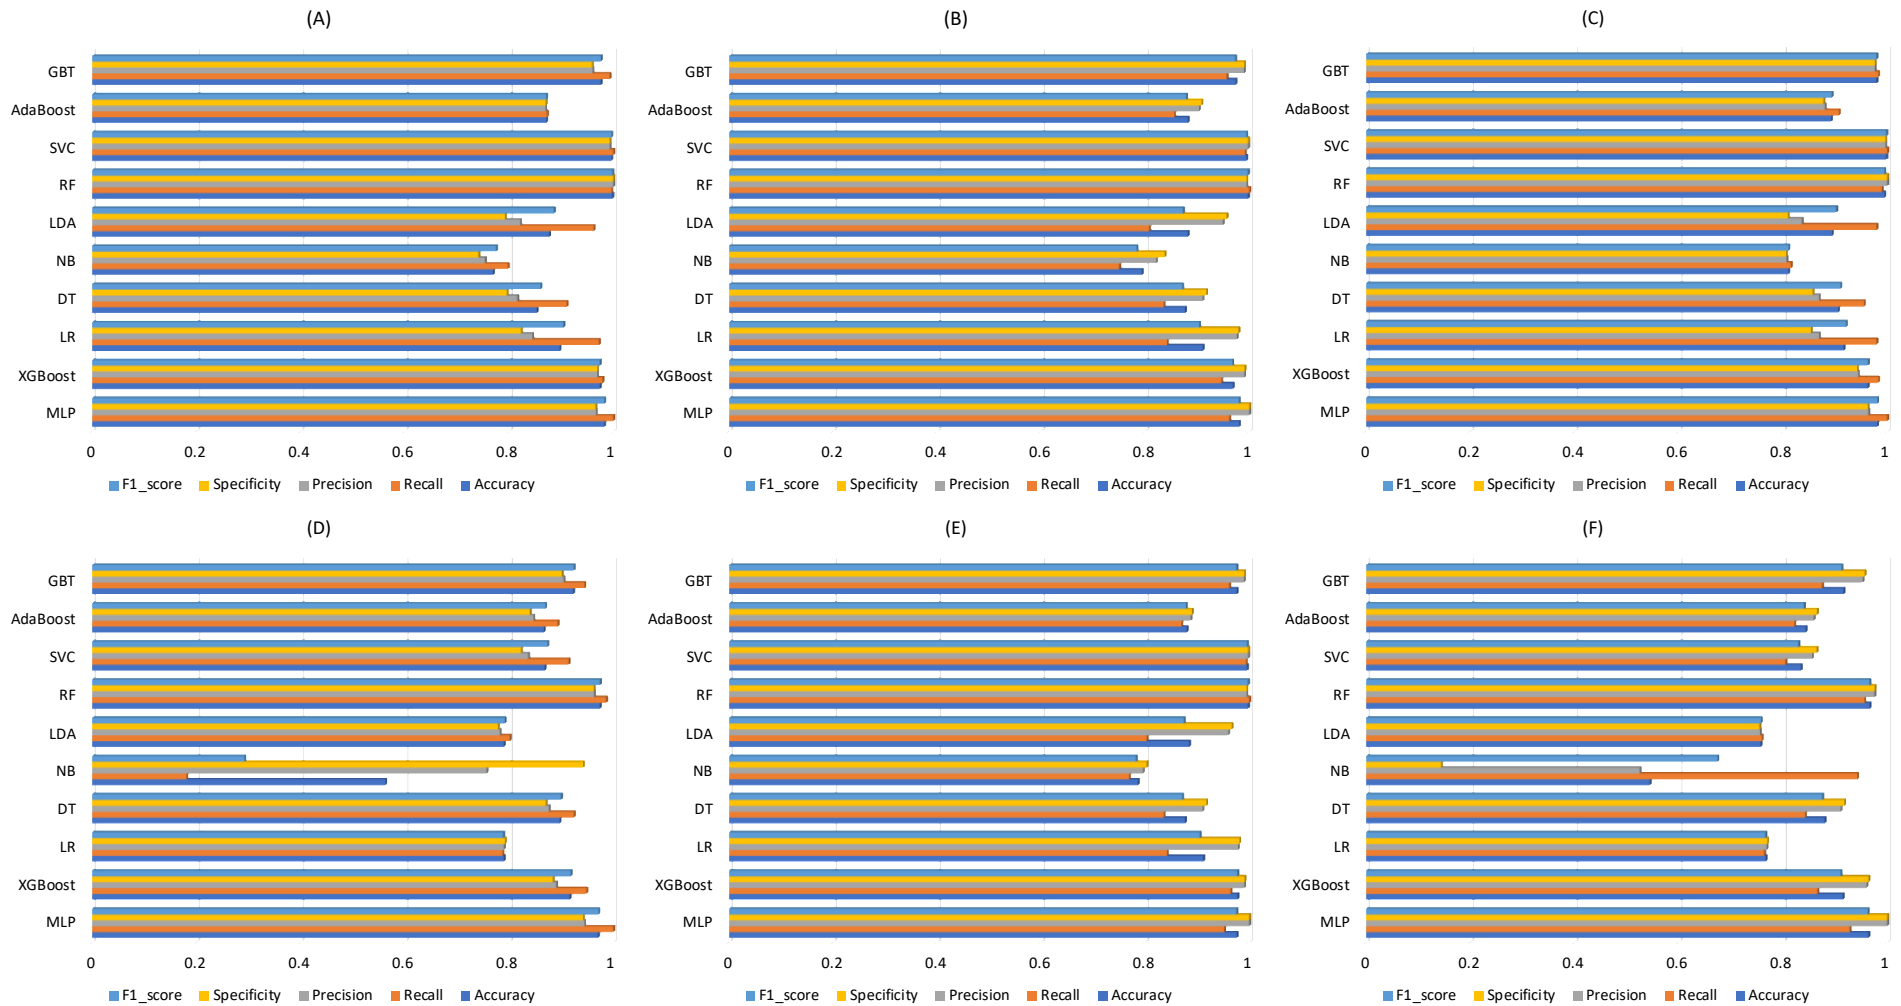 (A)
GBT
AdaBoost
SVC
RF
LDA
NB
DT
LR
XGBoost
MLP
0 0.2 0.4 0.6 0.8 1
F1_score Specificity Precision Recall Accuracy
(B)
GBT
AdaBoost
SVC
RF
LDA
NB
DT
LR
XGBoost
MLP
0 0.2 0.4 0.6 0.8 1
F1_score Specificity Precision Recall Accuracy
(C)
GBT
AdaBoost
SVC
RF
LDA
NB
DT
LR
XGBoost
MLP
0 0.2 0.4 0.6 0.8 1
F1_score Specificity Precision Recall Accuracy
(D)
GBT
AdaBoost
SVC
RF
LDA
NB
DT
LR
XGBoost
MLP
0 0.2 0.4 0.6 0.8 1
F1_score Specificity Precision Recall Accuracy
(E)
GBT
AdaBoost
SVC
RF
LDA
NB
DT
LR
XGBoost
MLP
0 0.2 0.4 0.6 0.8 1
F1_score Specificity Precision Recall Accuracy
(F)
GBT
AdaBoost
SVC
RF
LDA
NB
DT
LR
XGBoost
MLP
0 0.2 0.4 0.6 0.8 1
F1_score Specificity Precision Recall Accuracy